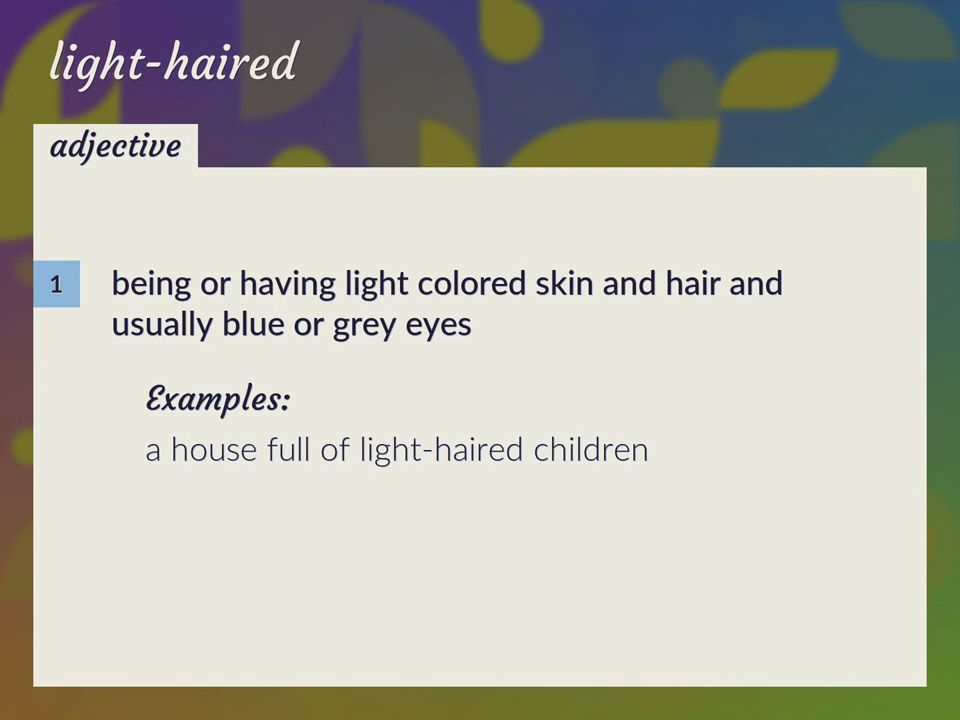 light-haired
adjective
1
being or having light colored skin and hair and
usually blue or grey eyes
Examples:
a house full of light-haired children